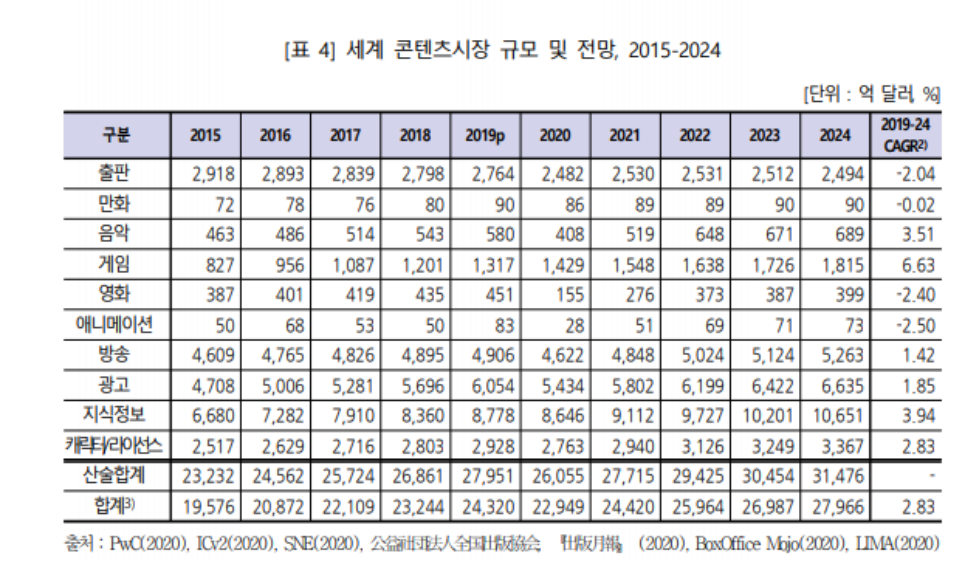 [표 4] 세계 콘텐츠시장 규모 및 전망, 2015-2024
[단위 : 억 달러, %]
구분 2015 2016 2017 2018 2019p 2020 2021 2022 2023 2024 2019-24 CAGR2)
출판 2,918 2,893 2,839 2,798 2,764 2,482 2,530 2,531 2,512 2,494 -2.04
만화 72 78 76 80 90 86 89 89 90 90 -0.02
음악 463 486 514 543 580 408 519 648 671 689 3.51
게임 827 956 1,087 1,201 1,317 1,429 1,548 1,638 1,726 1,815 6.63
영화 387 401 419 435 451 155 276 373 387 399 -2.40
애니메이션 50 68 53 50 83 28 51 69 71 73 -2.50
방송 4,609 4,765 4,826 4,895 4,906 4,622 4,848 5,024 5,124 5,263 1.42
광고 4,708 5,006 5,281 5,696 6,054 5,434 5,802 6,199 6,422 6,635 1.85
지식정보 6,680 7,282 7,910 8,360 8,778 8,646 9,112 9,727 10,201 10,651 3.94
캐릭터/라이선스 2,517 2,629 2,716 2,803 2,928 2,763 2,940 3,126 3,249 3,367 2.83
산술합계 23,232 24,562 25,724 26,861 27,951 26,055 27,715 29,425 30,454 31,476 -
합계3) 19,576 20,872 22,109 23,244 24,320 22,949 24,420 25,964 26,987 27,966 2.83
출처 : PwC(2020), ICv2(2020), SNE(2020), 公益社団法人全国出版協会, 『出版月報』 (2020), BoxOffice Mojo(2020), LIMA(2020)